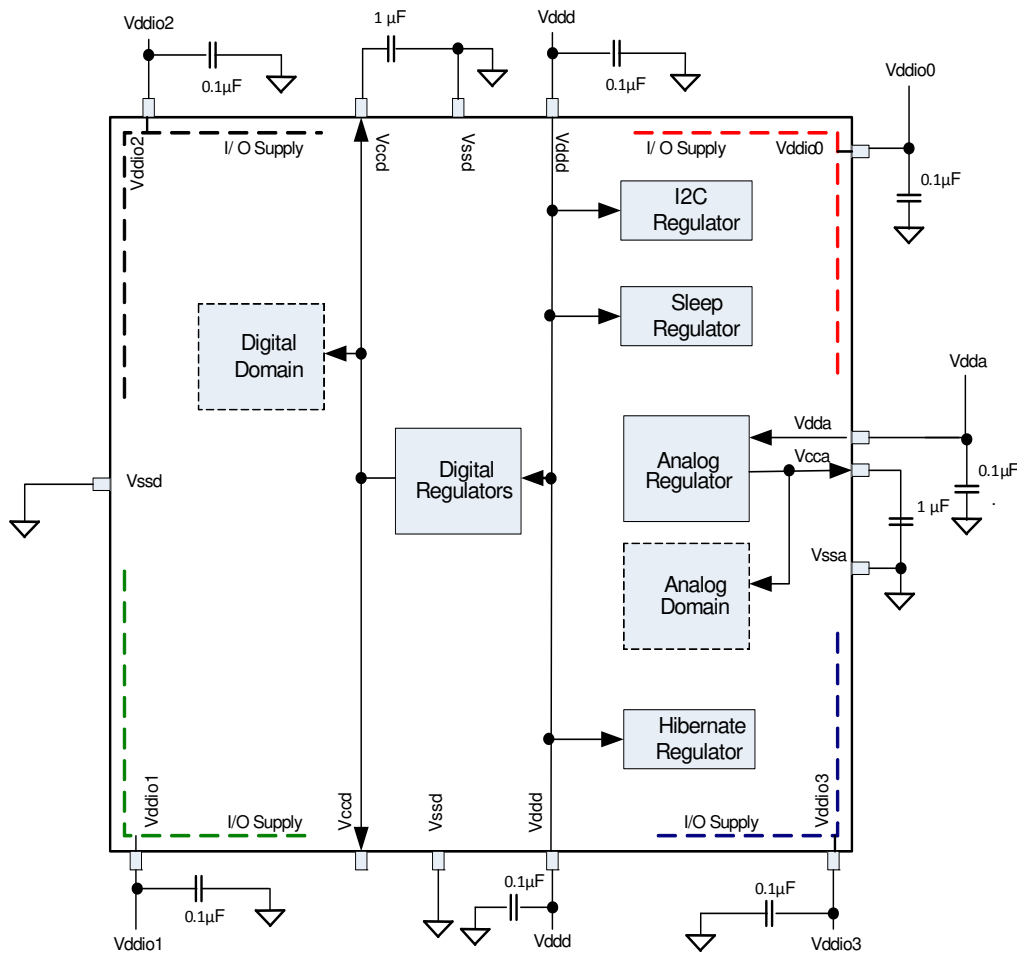 Vddio2
1 µF
Vddd
0.1µF
0.1µF
Vddio0
0.1µF
Vddio2
I/ O Supply
Vccd
Vssd
Vddd
I/ O Supply
Vddio0
I2C
Regulator
Sleep
Regulator
Digital
Domain
Vdda
Vdda
Vcca
Analog
Regulator
Digital
Regulators
0.1µF
.
1 µF
Vssd
Vssa
Analog
Domain
Hibernate
Regulator
Vddio1
I/O Supply
Vccd
Vssd
Vddd
I/O Supply
Vddio3
0.1µF
0.1µF
0.1µF
Vddio1
Vddd
Vddio3